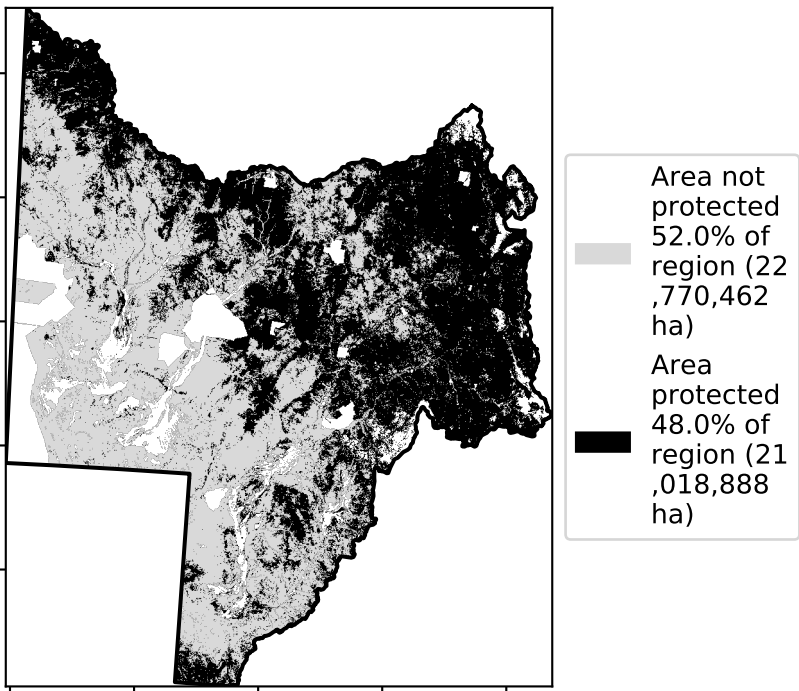 Area not
protected
52.0% of
region (22
,770,462
ha)
Area
protected
48.0% of
region (21
,018,888
ha)